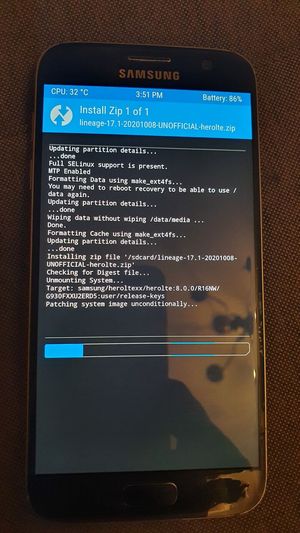 SAMSUNG
CPU: 32 °C 3:51 PM Battery: 86%
Install Zip 1 of 1
lineage-17.1-20201008-UNOFFICIAL-herolte.zip
Updating partition details...
...done
Full SELinux support is present.
MTP Enabled
Formatting Data using make_ext4fs...
You may need to reboot recovery to be able to use /
data again.
Updating partition details...
...done
Wiping data without wiping /data/media ...
Done.
Formatting Cache using make_ext4fs...
Updating partition details...
...done
Installing zip file '/sdcard/lineage-17.1-20201008-
UNOFFICIAL-herolte.zip'
Checking for Digest file...
Unmounting System...
Target: samsung/heroltexx/herolte:8.0.0/R16NW/
G930FXXU2ERD5:user/release-keys
Patching system image unconditionally...